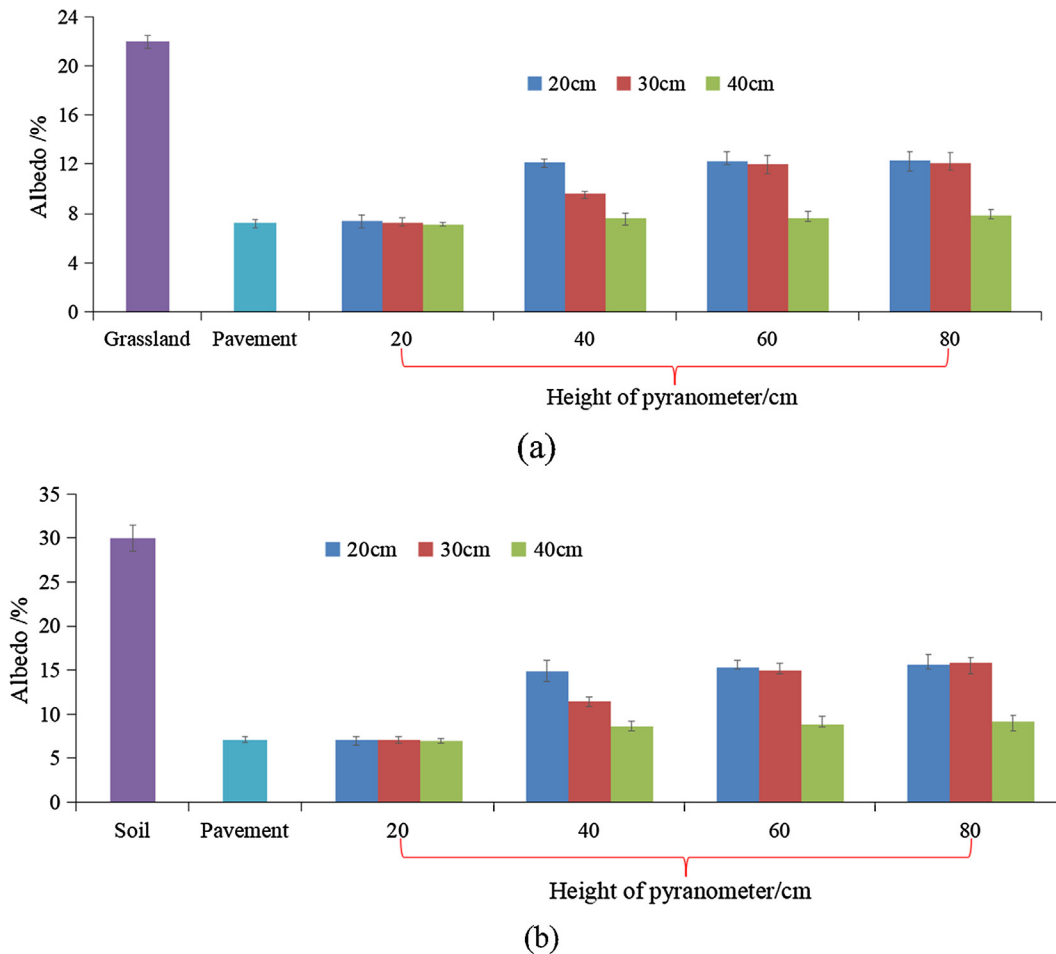 24
20
16
12
8
4
0
Albedo /%
20cm 30cm 40cm
Grassland Pavement 20 40 60 80
Height of pyranometer/cm
(a)
35
30
25
20
15
10
5
0
Albedo /%
20cm 30cm 40cm
Soil Pavement 20 40 60 80
Height of pyranometer/cm
(b)